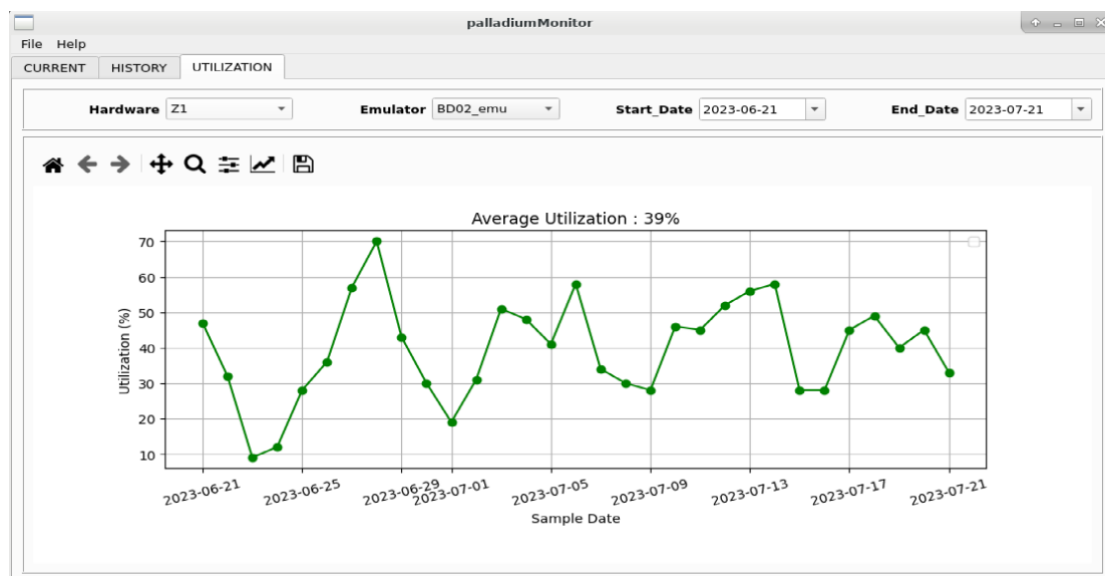 palladiumMonitor
File Help
CURRENT HISTORY UTILIZATION
Hardware Z1 Emulator BD02_emu Start_Date 2023-06-21 End_Date 2023-07-21
Average Utilization : 39%
70
60
50
40
30
20
10
Utilization (%)
2023-06-21 2023-06-25 2023-06-29 2023-07-01 2023-07-05 2023-07-09 2023-07-13 2023-07-17 2023-07-21
Sample Date